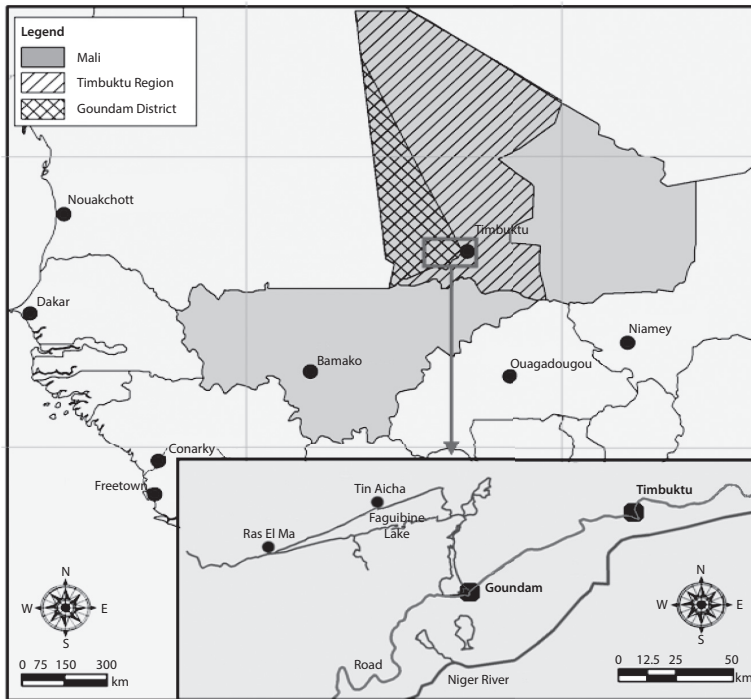 Legend
Mali
Timbuktu Region
Goundam District
Nouakchott
Timbuktu
Dakar
Niamey
Bamako
Ouagadougou
Conarky
Freetown
Tin Aicha
Timbuktu
Faguibine
Lake
Ras El Ma
Goundam
Road
Niger River
N
W E
S
0 75 150 300
km
N
W E
S
0 12.5 25 50
km